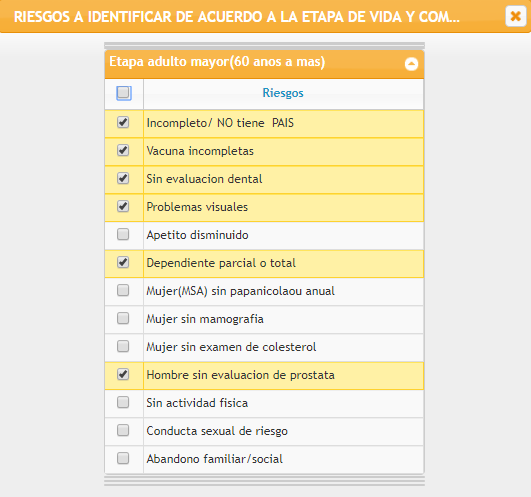 RIESGOS A IDENTIFICAR DE ACUERDO A LA ETAPA DE VIDA Y COM...
Etapa adulto mayor(60 anos a mas)
Riesgos
Incompleto/ NO tiene PAIS
Vacuna incompletas
Sin evaluacion dental
Problemas visuales
Apetito disminuido
Dependiente parcial o total
Mujer(MSA) sin papanicolaou anual
Mujer sin mamografia
Mujer sin examen de colesterol
Hombre sin evaluacion de prostata
Sin actividad fisica
Conducta sexual de riesgo
Abandono familiar/social